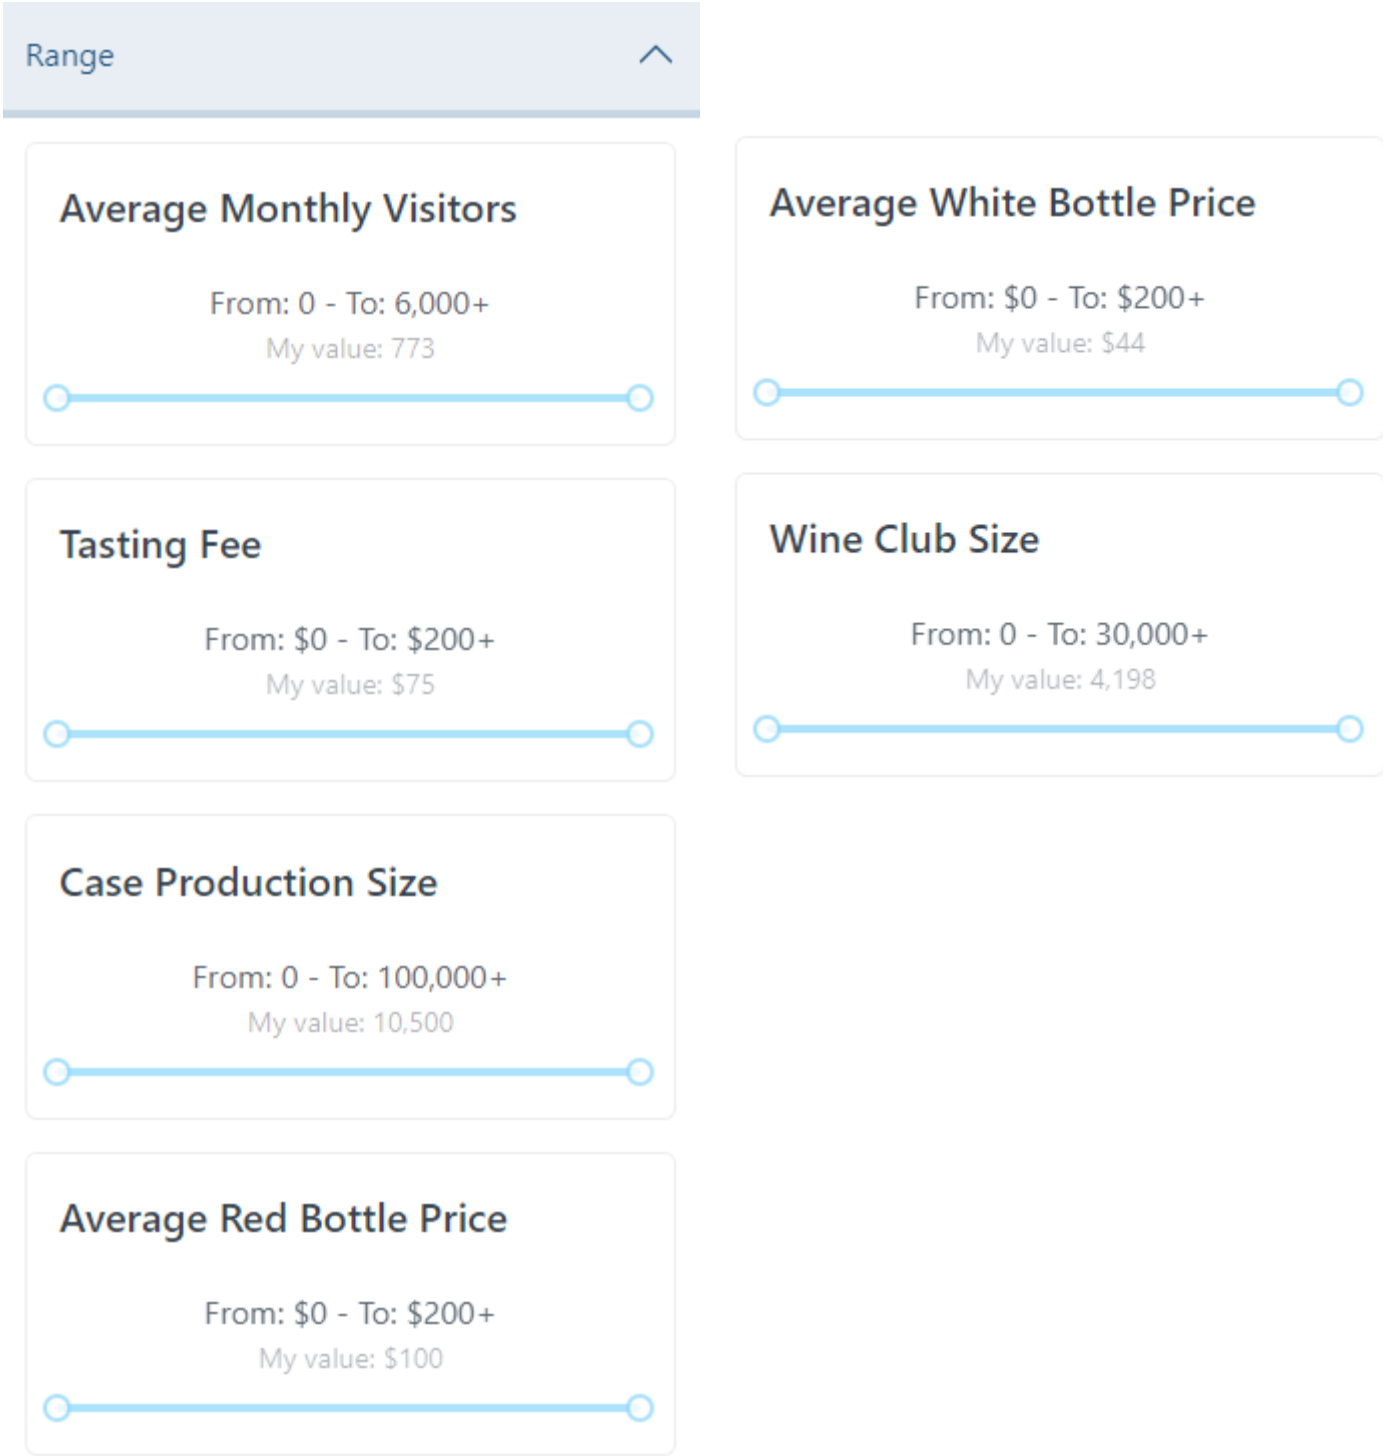 Range
Average Monthly Visitors
From: 0 - To: 6,000+
My value: 773
Tasting Fee
From: $0 - To: $200+
My value: $75
Case Production Size
From: 0 - To: 100,000+
My value: 10,500
Average Red Bottle Price
From: $0 - To: $200+
My value: $100
Average White Bottle Price
From: $0 - To: $200+
My value: $44
Wine Club Size
From: 0 - To: 30,000+
My value: 4,198